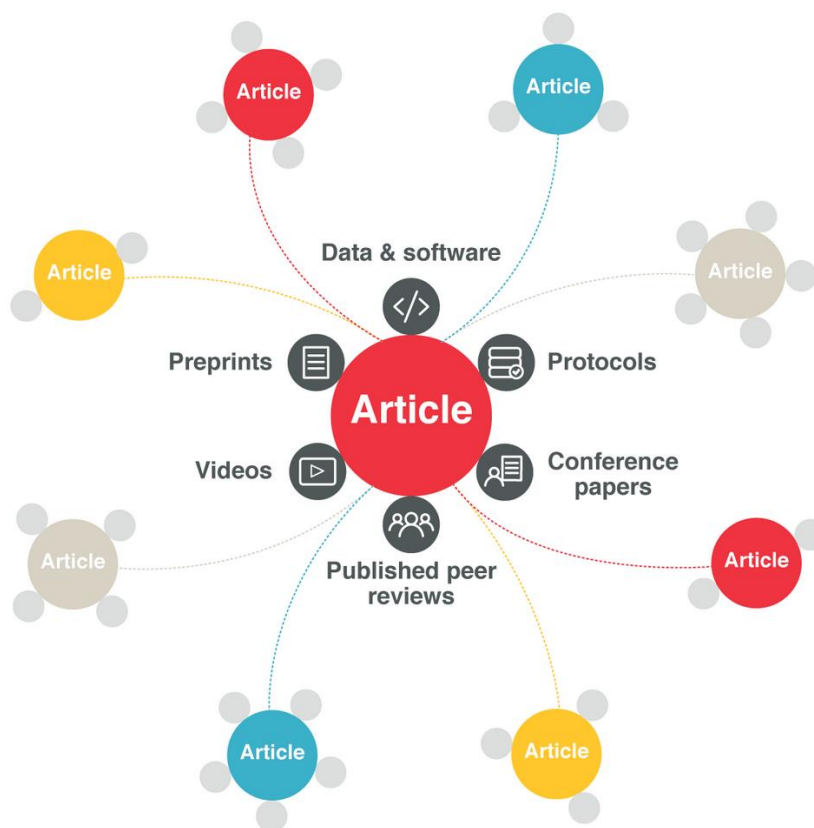 Article
Article
Data & software
Article
Article
Preprints
Protocols
Article
Videos
Conference
papers
Article
Published peer
reviews
Article
Article
Article